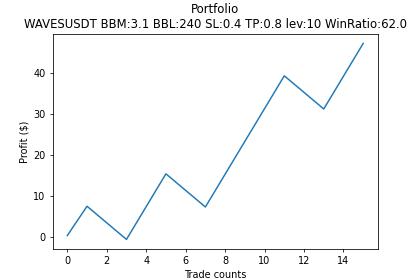 Portfolio
WAVESUSDT BBM:3.1 BBL:240 SL:0.4 TP:0.8 lev:10 WinRatio:62.0
Profit ($)
40
30
20
10
0
0 2 4 6 8 10 12 14
Trade counts